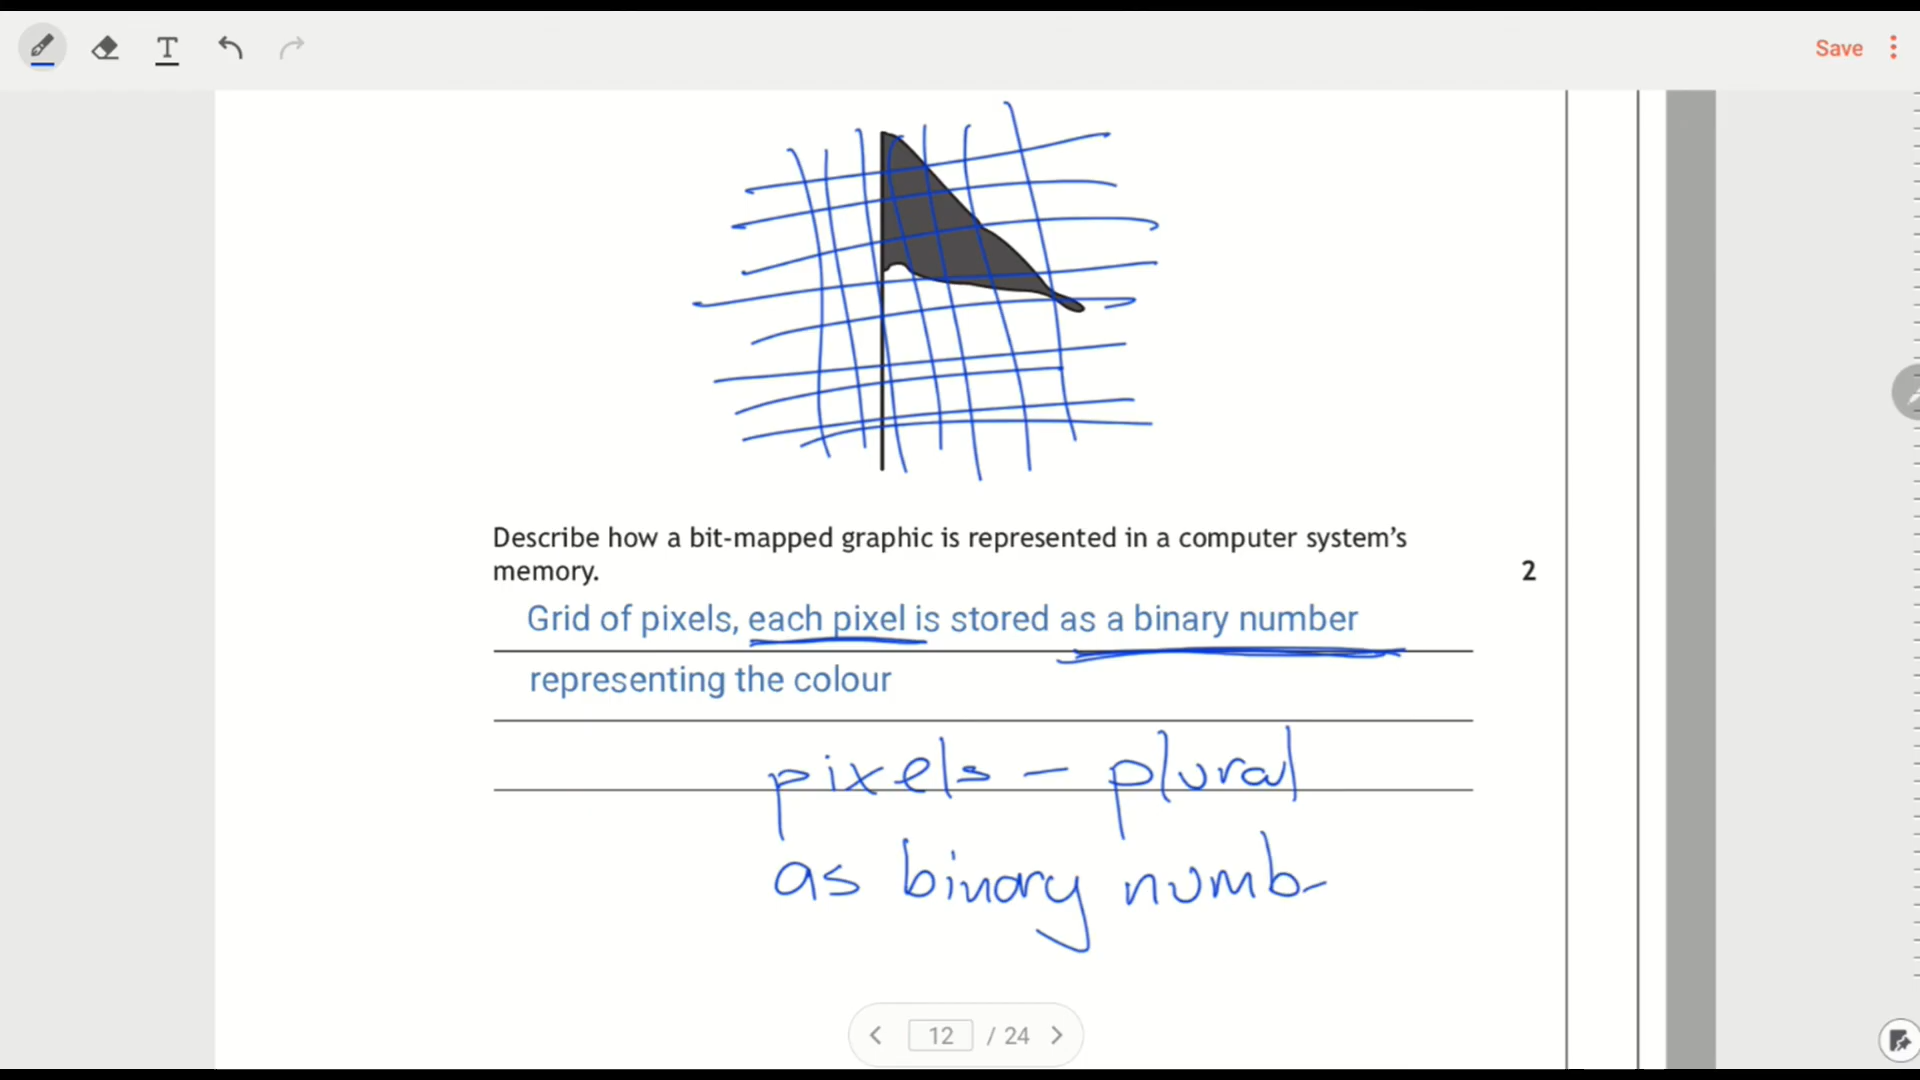 T
Save
Describe how a bit-mapped graphic is represented in a computer system's
memory.
2
Grid of pixels, each pixel is stored as a binary number
representing the colour
pixels – plural
as binary numb
12 / 24